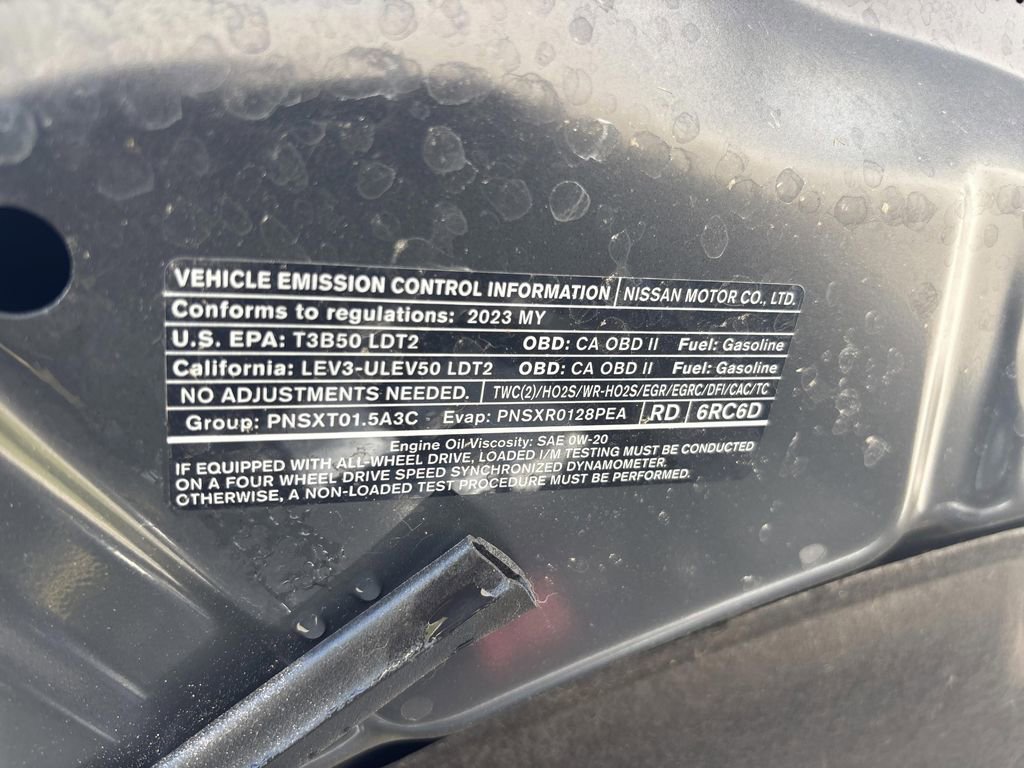 VEHICLE EMISSION CONTROL INFORMATION NISSAN MOTOR CO., LTD.
Conforms to regulations: 2023 MY
U.S. EPA: T3B50 LDT2 OBD: CA OBD II Fuel: Gasoline
California: LEV3-ULEV50 LDT2 OBD: CA OBD II Fuel: Gasoline
NO ADJUSTMENTS NEEDED. TWC(2)/HO2S/WR-HO2S/EGR/EGRC/DFI/CAC/TC
Group: PNSXT01.5A3C Evap: PNSXR0128PEA RD 6RC6D
Engine Oil Viscosity: SAE 0W-20
IF EQUIPPED WITH ALL-WHEEL DRIVE, LOADED I/M TESTING MUST BE CONDUCTED
ON A FOUR WHEEL DRIVE SPEED SYNCHRONIZED DYNAMOMETER.
OTHERWISE, A NON-LOADED TEST PROCEDURE MUST BE PERFORMED.